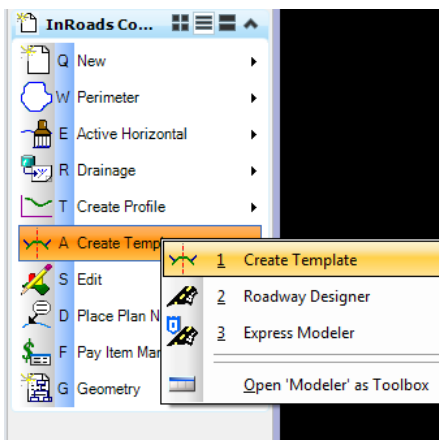 InRoads Co...
Q New
W Perimeter
E Active Horizontal
R Drainage
T Create Profile
A Create Temp
1 Create Template
S Edit
2 Roadway Designer
D Place Plan N
3 Express Modeler
F Pay Item Mar
G Geometry
Open 'Modeler' as Toolbox